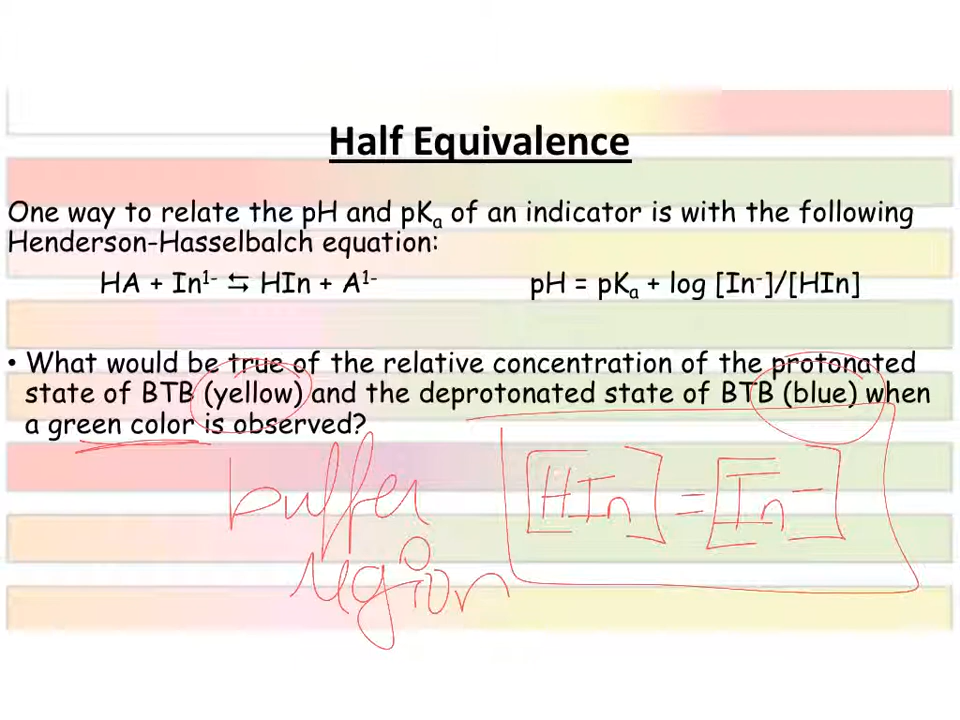 Half Equivalence
One way to relate the pH and pKₐ of an indicator is with the following
Henderson-Hasselbalch equation:
HA + In¹⁻ ⇆ HIn + A¹⁻ pH = pKₐ + log [In⁻]/[HIn]
• What would be true of the relative concentration of the protonated
state of BTB (yellow) and the deprotonated state of BTB (blue) when
a green color is observed?
buffer
region
[HIn] = [In⁻]